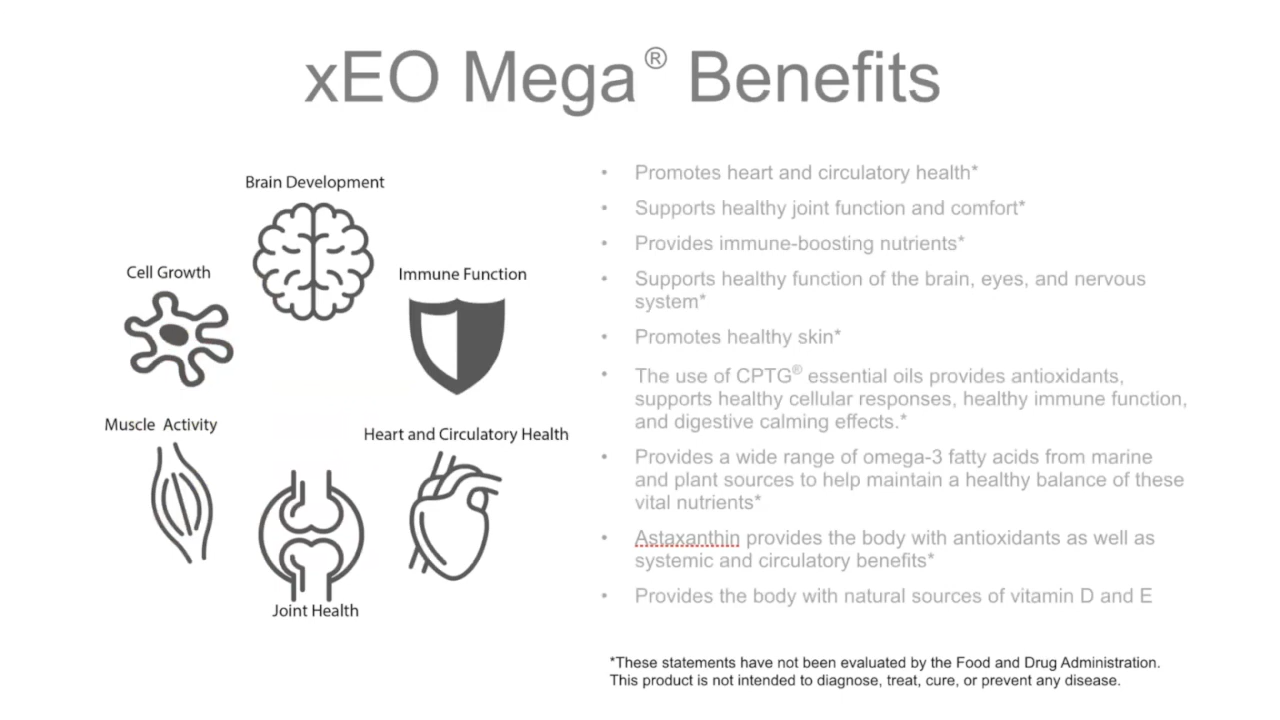 xEO Mega® Benefits
Brain Development
Cell Growth
Immune Function
Muscle Activity
Heart and Circulatory Health
Joint Health
• Promotes heart and circulatory health*
• Supports healthy joint function and comfort*
• Provides immune-boosting nutrients*
• Supports healthy function of the brain, eyes, and nervous
system*
• Promotes healthy skin*
• The use of CPTG® essential oils provides antioxidants,
supports healthy cellular responses, healthy immune function,
and digestive calming effects.*
• Provides a wide range of omega-3 fatty acids from marine
and plant sources to help maintain a healthy balance of these
vital nutrients*
• Astaxanthin provides the body with antioxidants as well as
systemic and circulatory benefits*
• Provides the body with natural sources of vitamin D and E
*These statements have not been evaluated by the Food and Drug Administration.
This product is not intended to diagnose, treat, cure, or prevent any disease.